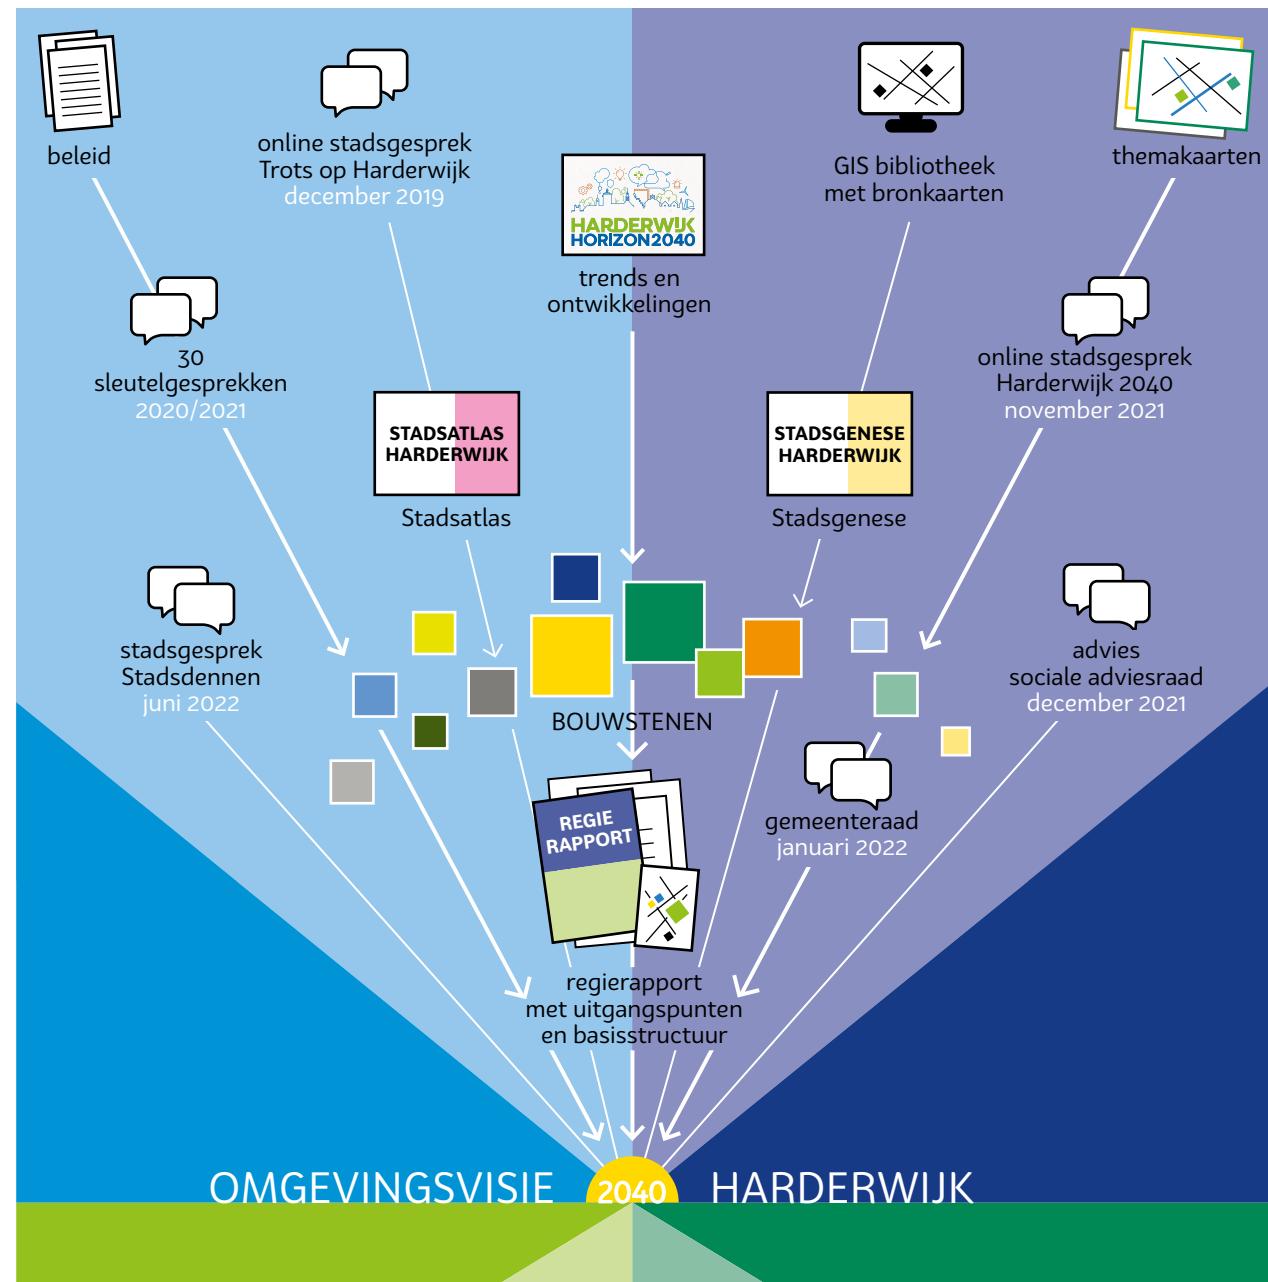 beleid
online stadsgesprek
Trots op Harderwijk
december 2019
HARDERWIJK
HORIZON2040
trends en
ontwikkelingen
GIS bibliotheek
met bronkaarten
themakaarten
30
sleutelgesprekken
2020/2021
STADSATLAS
HARDERWIJK
Stadsatlas
STADSGENESE
HARDERWIJK
Stadsgenese
online stadsgesprek
Harderwijk 2040
november 2021
stadsgesprek
Stadsdennen
juni 2022
advies
sociale adviesraad
december 2021
BOUWSTENEN
REGIE
RAPPORT
gemeenteraad
januari 2022
regierapport
met uitgangspunten
en basisstructuur
OMGEVINGSVISIE 2040 HARDERWIJK